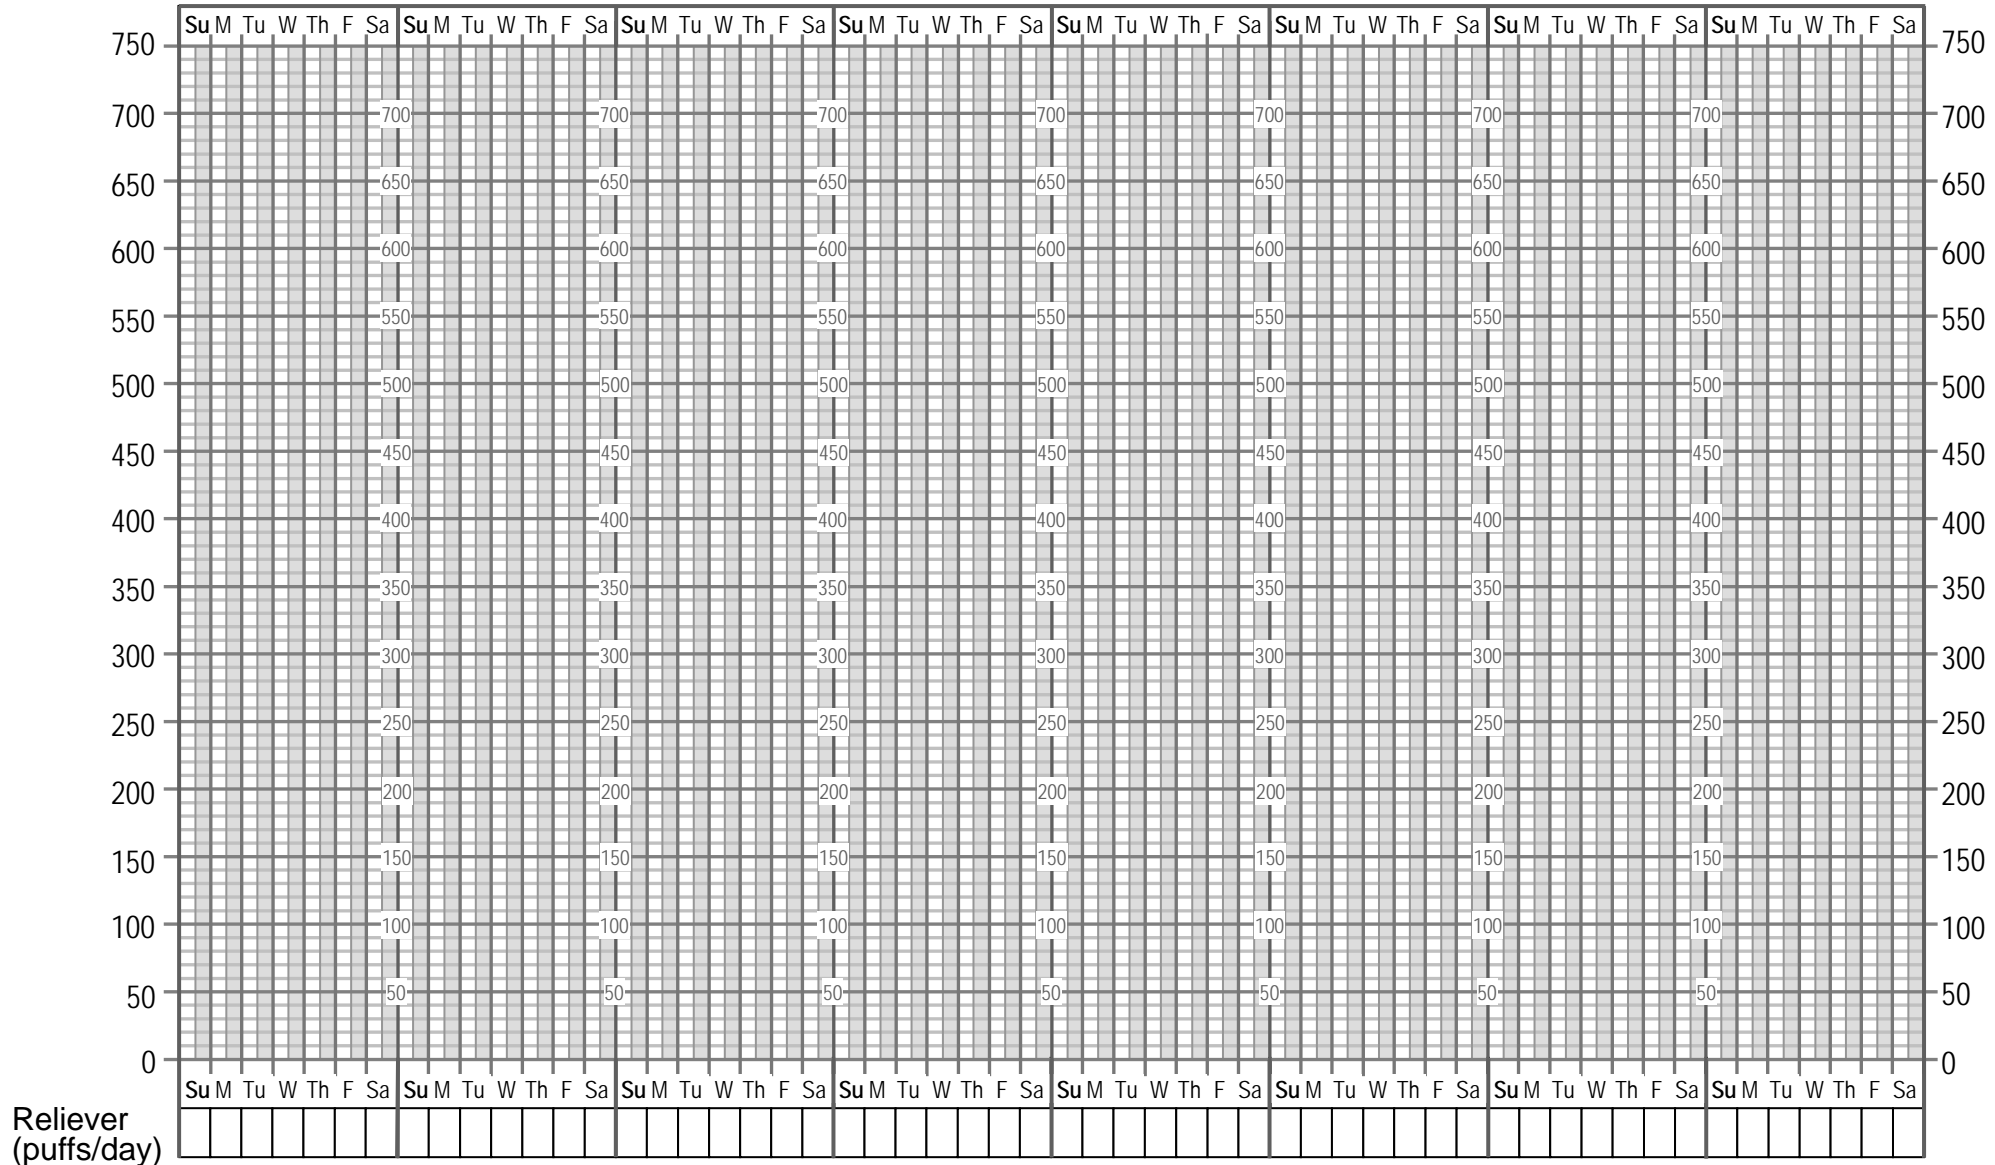 Su M Tu W Th F Sa Su M Tu W Th F Sa Su M Tu W Th F Sa Su M Tu W Th F Sa Su M Tu W Th F Sa Su M Tu W Th F Sa Su M Tu W Th F Sa Su M Tu W Th F Sa
750 750
700 700 700 700 700 700 700 700 700
650 650 650 650 650 650 650 650 650
600 600 600 600 600 600 600 600 600
550 550 550 550 550 550 550 550 550
500 500 500 500 500 500 500 500 500
450 450 450 450 450 450 450 450 450
400 400 400 400 400 400 400 400 400
350 350 350 350 350 350 350 350 350
300 300 300 300 300 300 300 300 300
250 250 250 250 250 250 250 250 250
200 200 200 200 200 200 200 200 200
150 150 150 150 150 150 150 150 150
100 100 100 100 100 100 100 100 100
50 50 50 50 50 50 50 50 50
0 0
Su M Tu W Th F Sa Su M Tu W Th F Sa Su M Tu W Th F Sa Su M Tu W Th F Sa Su M Tu W Th F Sa Su M Tu W Th F Sa Su M Tu W Th F Sa Su M Tu W Th F Sa
Reliever
(puffs/day)